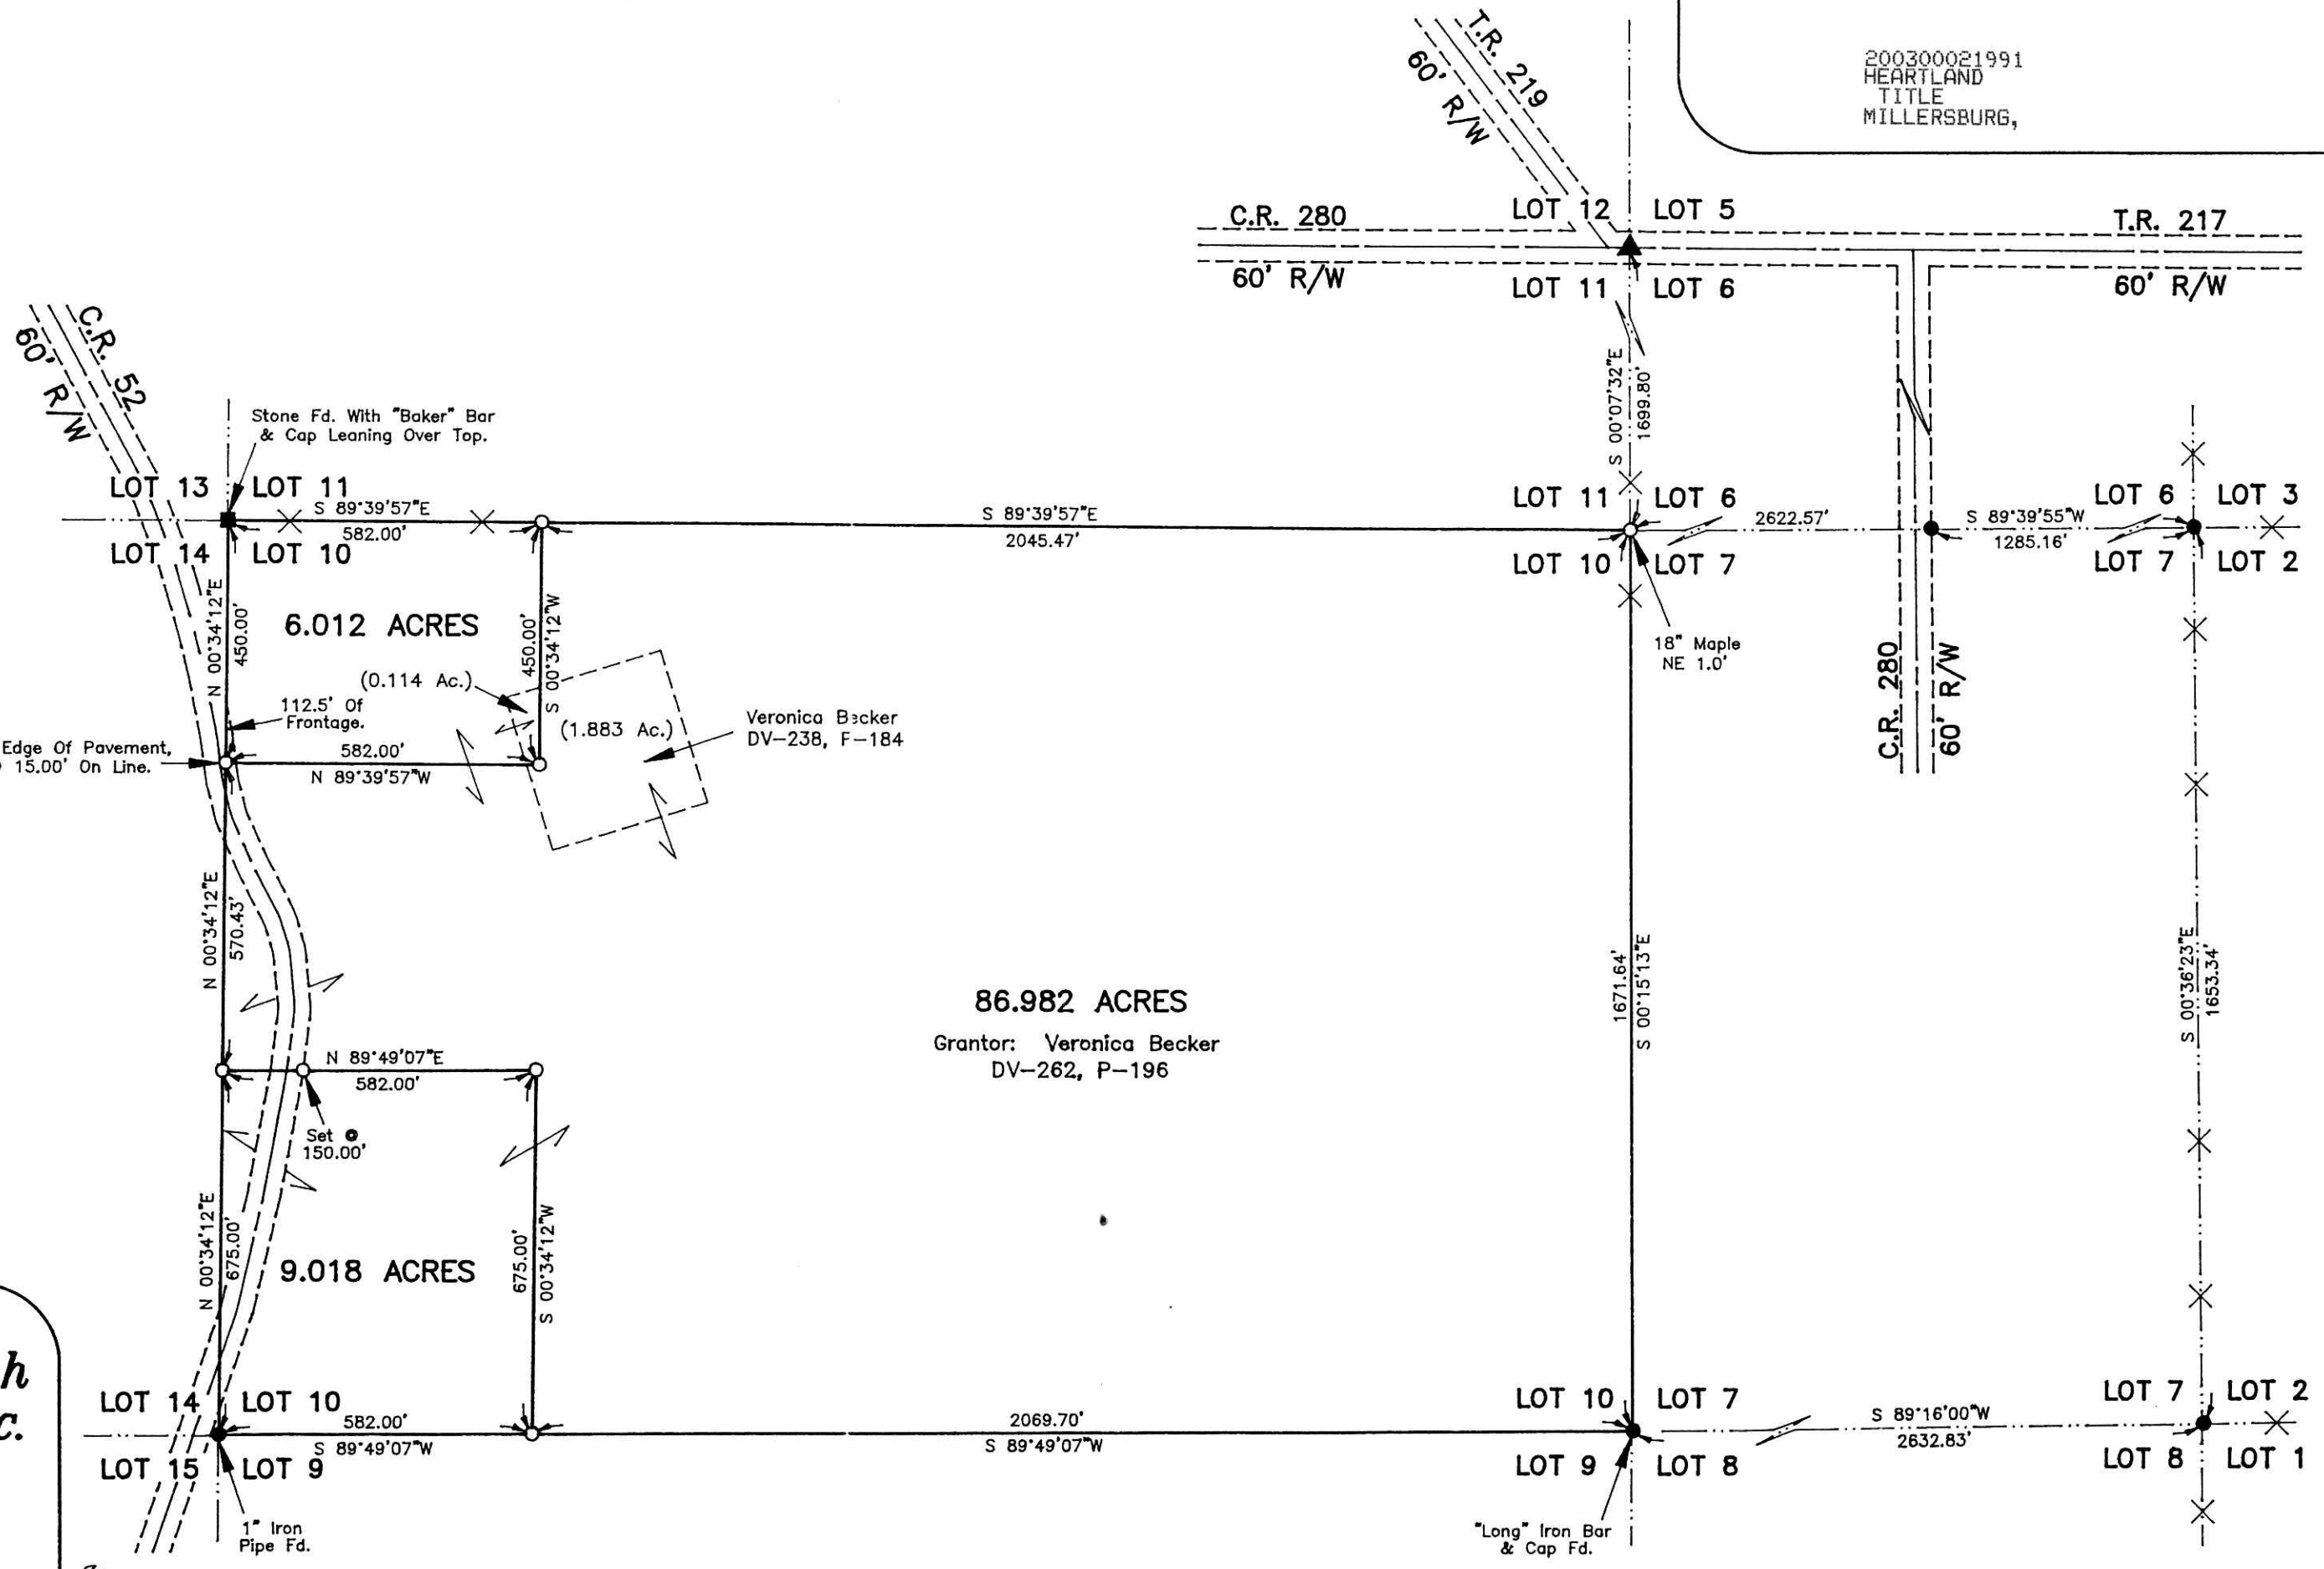 200300021991
HEARTLAND
TITLE
MILLERSBURG,
T.R. 219
60' R/W
LOT 12
LOT 5
C.R. 280
T.R. 217
60' R/W
LOT 11
LOT 6
60' R/W
C.R. 52
60' R/W
S 00°07'32"E
1699.80'
Stone Fd. With "Baker" Bar
& Cap Leaning Over Top.
LOT 13
LOT 11
S 89°39'57"E
582.00'
LOT 14
LOT 10
S 89°39'57"E
2045.47'
LOT 11
LOT 6
LOT 10
LOT 7
2622.57'
S 89°39'55"W
1285.16'
LOT 6
LOT 3
LOT 7
LOT 2
N 00°34'12"E
450.00'
6.012 ACRES
450.00'
S 00°34'12"W
18" Maple
NE 1.0'
C.R. 280
60' R/W
(0.114 Ac.)
112.5' Of
Frontage.
(1.883 Ac.)
Veronica Becker
DV-238, F-184
Edge Of Pavement,
15.00' On Line.
582.00'
N 89°39'57"W
N 00°34'12"E
570.43'
86.982 ACRES
Grantor: Veronica Becker
DV-262, P-196
1671.64'
S 00°15'13"E
S 00°36'23"E
1653.34'
N 89°49'07"E
582.00'
Set @
150.00'
N 00°34'12"E
675.00'
9.018 ACRES
675.00'
S 00°34'12"W
h
c.
LOT 14
LOT 10
582.00'
S 89°49'07"W
LOT 15
LOT 9
2069.70'
S 89°49'07"W
LOT 10
LOT 7
LOT 9
LOT 8
S 89°16'00"W
2632.83'
LOT 7
LOT 2
LOT 8
LOT 1
1" Iron
Pipe Fd.
"Long" Iron Bar
& Cap Fd.